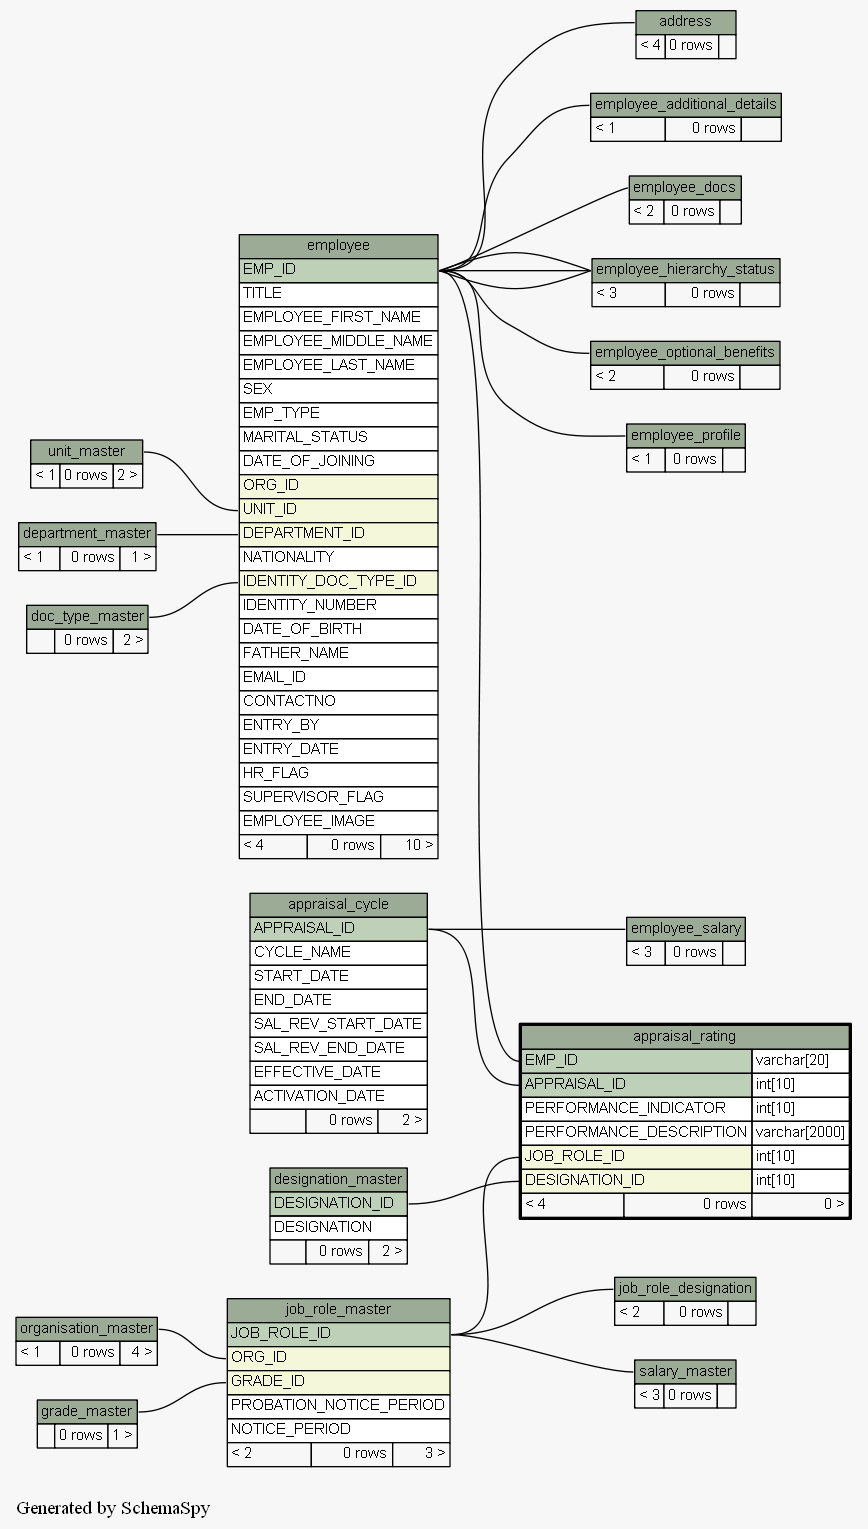 address
< 4 0 rows
employee_additional_details
< 1 0 rows
employee_docs
< 2 0 rows
employee_hierarchy_status
< 3 0 rows
employee_optional_benefits
< 2 0 rows
employee_profile
< 1 0 rows
employee
EMP_ID
TITLE
EMPLOYEE_FIRST_NAME
EMPLOYEE_MIDDLE_NAME
EMPLOYEE_LAST_NAME
SEX
EMP_TYPE
MARITAL_STATUS
DATE_OF_JOINING
ORG_ID
UNIT_ID
DEPARTMENT_ID
NATIONALITY
IDENTITY_DOC_TYPE_ID
IDENTITY_NUMBER
DATE_OF_BIRTH
FATHER_NAME
EMAIL_ID
CONTACTNO
ENTRY_BY
ENTRY_DATE
HR_FLAG
SUPERVISOR_FLAG
EMPLOYEE_IMAGE
< 4 0 rows 10 >
unit_master
< 1 0 rows 2 >
department_master
< 1 0 rows 1 >
doc_type_master
0 rows 2 >
appraisal_cycle
APPRAISAL_ID
CYCLE_NAME
START_DATE
END_DATE
SAL_REV_START_DATE
SAL_REV_END_DATE
EFFECTIVE_DATE
ACTIVATION_DATE
0 rows 2 >
employee_salary
< 3 0 rows
appraisal_rating
EMP_ID varchar[20]
APPRAISAL_ID int[10]
PERFORMANCE_INDICATOR int[10]
PERFORMANCE_DESCRIPTION varchar[2000]
JOB_ROLE_ID int[10]
DESIGNATION_ID int[10]
< 4 0 rows 0 >
designation_master
DESIGNATION_ID
DESIGNATION
0 rows 2 >
job_role_designation
< 2 0 rows
salary_master
< 3 0 rows
job_role_master
JOB_ROLE_ID
ORG_ID
GRADE_ID
PROBATION_NOTICE_PERIOD
NOTICE_PERIOD
< 2 0 rows 3 >
organisation_master
< 1 0 rows 4 >
grade_master
0 rows 1 >
Generated by SchemaSpy